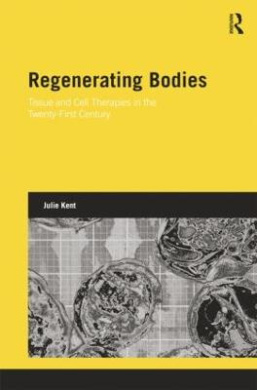 R
Regenerating Bodies
Tissue and Cell Therapies in the
Twenty-First Century
Julie Kent